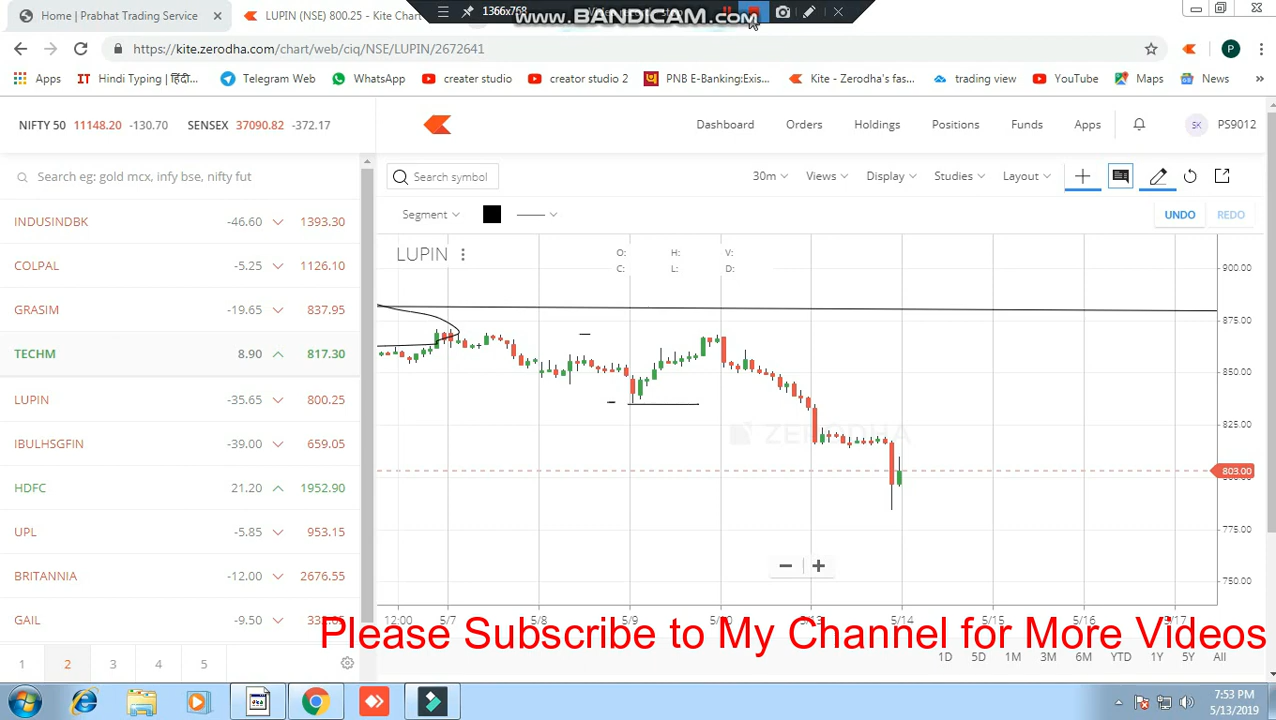 1366x768
www.BANDICAM.com
Home | Prabhat Trading Service
LUPIN (NSE) 800.25 - Kite Chart
https://kite.zerodha.com/chart/web/ciq/NSE/LUPIN/2672641
P
Apps
IT Hindi Typing | हिंदी...
Telegram Web
WhatsApp
creater studio
creator studio 2
PNB E-Banking:Exis...
Kite - Zerodha's fas...
trading view
YouTube
Maps
News
»
NIFTY 50 11148.20 -130.70 SENSEX 37090.82 -372.17
Dashboard Orders Holdings Positions Funds Apps SK PS9012
Search eg: gold mcx, infy bse, nifty fut
Search symbol
30m Views Display Studies Layout
Segment
UNDO REDO
INDUSINDBK -46.60 1393.30
COLPAL -5.25 1126.10
GRASIM -19.65 837.95
TECHM 8.90 817.30
LUPIN -35.65 800.25
IBULHSGFIN -39.00 659.05
HDFC 21.20 1952.90
UPL -5.85 953.15
BRITANNIA -12.00 2676.55
GAIL -9.50
1 2 3 4 5
LUPIN
O: H: V:
C: L: D:
900.00
875.00
850.00
825.00
803.00
775.00
750.00
ZERODHA
12:00 5/7 5/8 5/9 5/10 5/13 5/14 5/15 5/16 5/17
Please Subscribe to My Channel for More Videos
1D 5D 1M 3M 6M YTD 1Y 5Y All
7:53 PM
5/13/2019